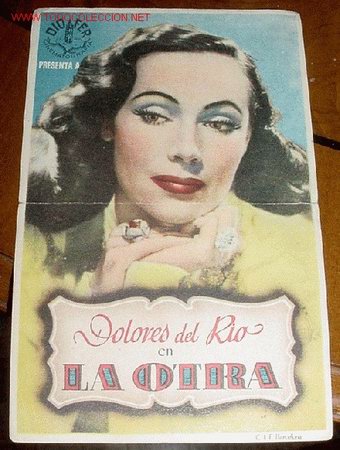 www.TODOCOLECCION.NET
PRESENTA A
Dolores del Rio
en
LA OTRA